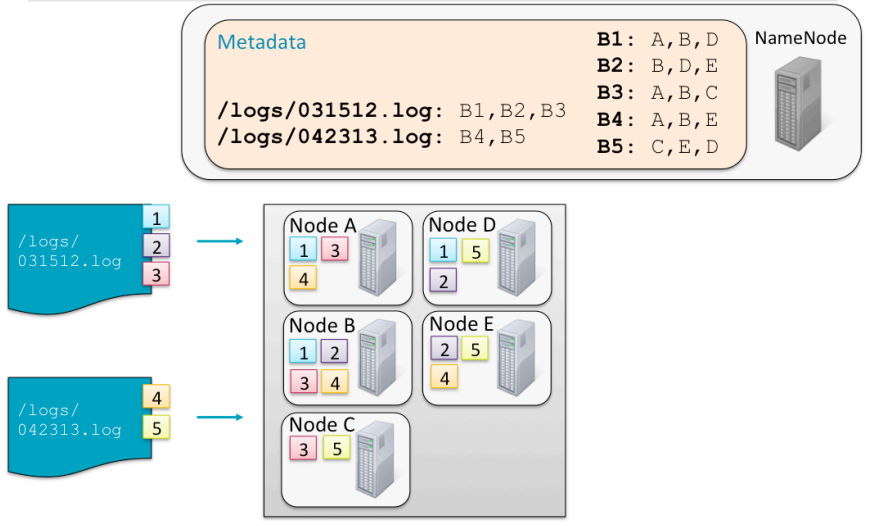 Metadata
/logs/031512.log: B1,B2,B3
/logs/042313.log: B4,B5
B1: A,B,D
B2: B,D,E
B3: A,B,C
B4: A,B,E
B5: C,E,D
NameNode
/logs/
031512.log
1
2
3
/logs/
042313.log
4
5
Node A
1 3
4
Node D
1 5
2
Node B
1 2
3 4
Node E
2 5
4
Node C
3 5